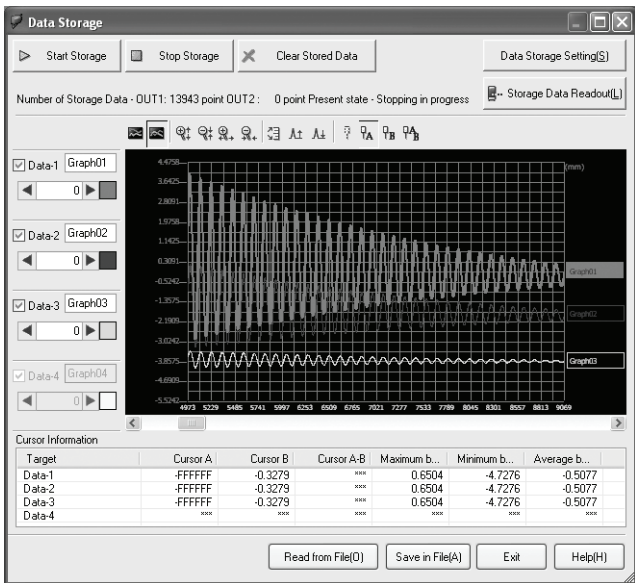 Data Storage
Start Storage Stop Storage Clear Stored Data Data Storage Setting(S)
Number of Storage Data - OUT1: 13943 point OUT2 : 0 point Present state - Stopping in progress Storage Data Readout(L)
A B AB
Data-1 Graph01
0
Data-2 Graph02
0
Data-3 Graph03
0
Data-4 Graph04
0
4.4758 (mm)
3.6425
2.8091
1.9758
1.1425
0.3091
-0.5242
-1.3575
-2.1909
-3.0242
-3.8575
-4.6909
-5.5242
Graph01
Graph02
Graph03
4973 5229 5485 5741 5997 6253 6509 6765 7021 7277 7533 7789 8045 8301 8557 8813 9069
Cursor Information
Target Cursor A Cursor B Cursor A-B Maximum b... Minimum b... Average b...
Data-1 -FFFFFF -0.3279 *** 0.6504 -4.7276 -0.5077
Data-2 -FFFFFF -0.3279 *** 0.6504 -4.7276 -0.5077
Data-3 -FFFFFF -0.3279 *** 0.6504 -4.7276 -0.5077
Data-4 *** *** *** *** *** ***
Read from File(O) Save in File(A) Exit Help(H)